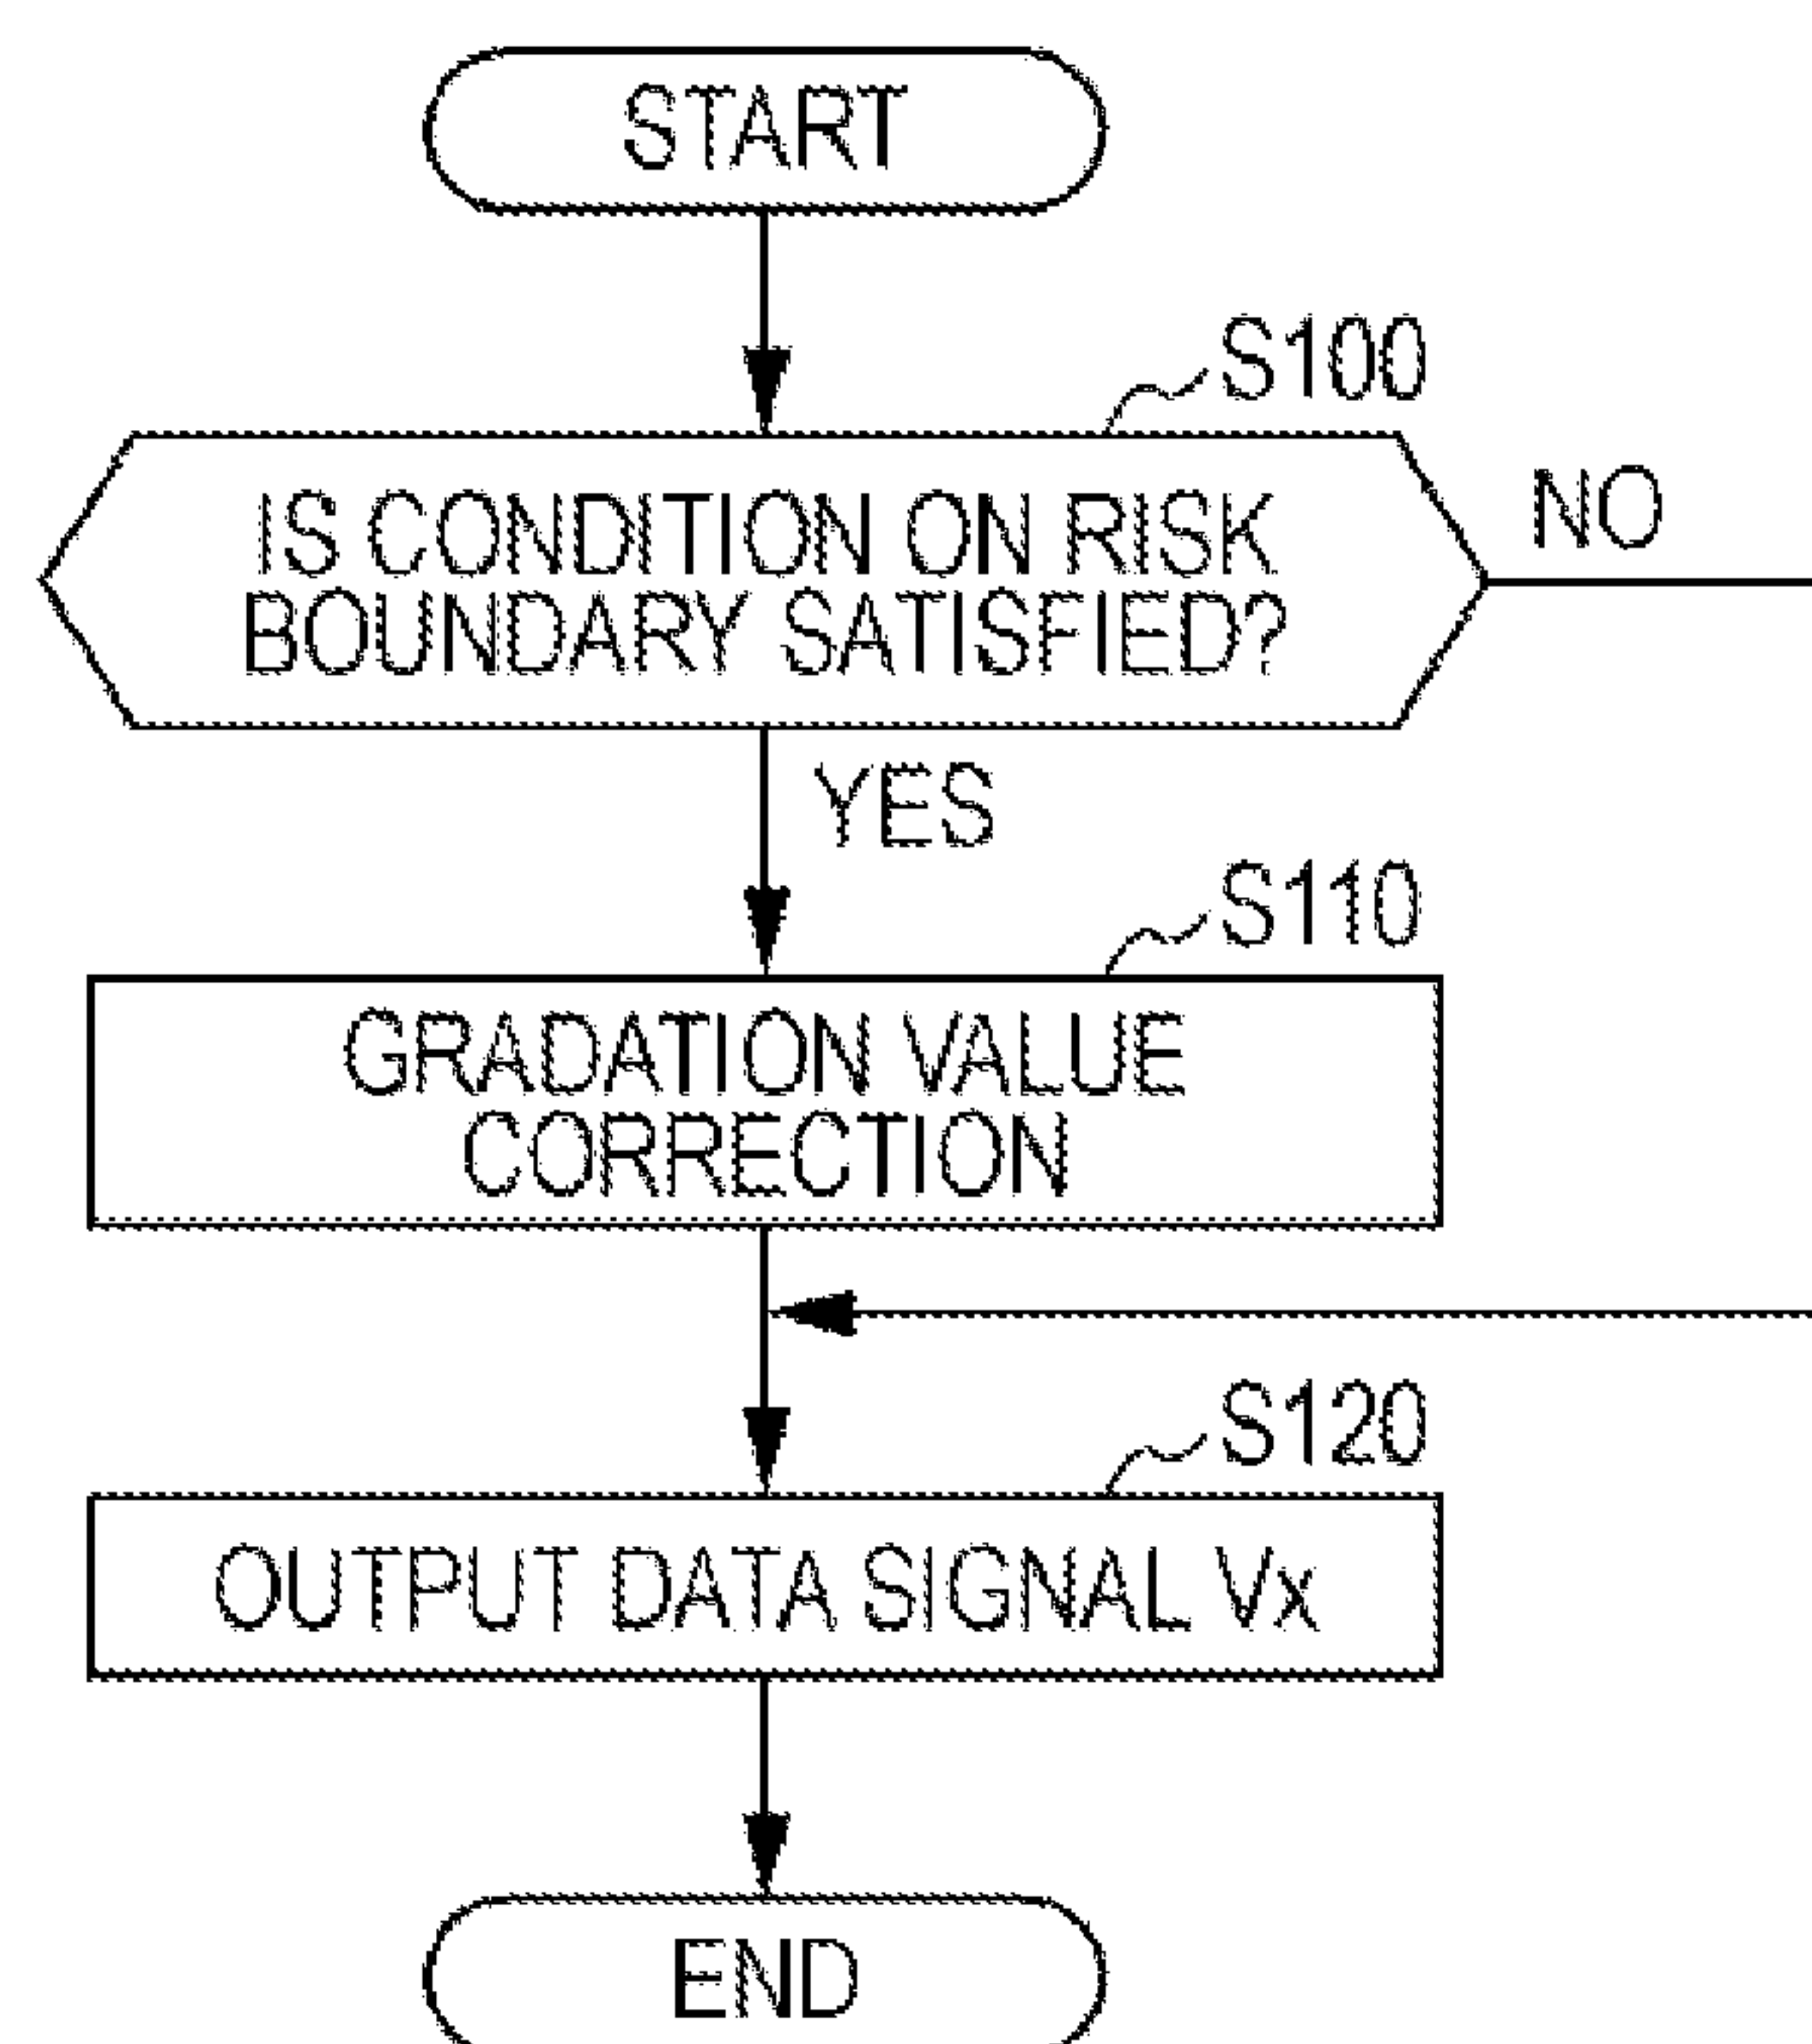 START
S100
IS CONDITION ON RISK
BOUNDARY SATISFIED?
NO
YES
S110
GRADATION VALUE
CORRECTION
S120
OUTPUT DATA SIGNAL Vx
END